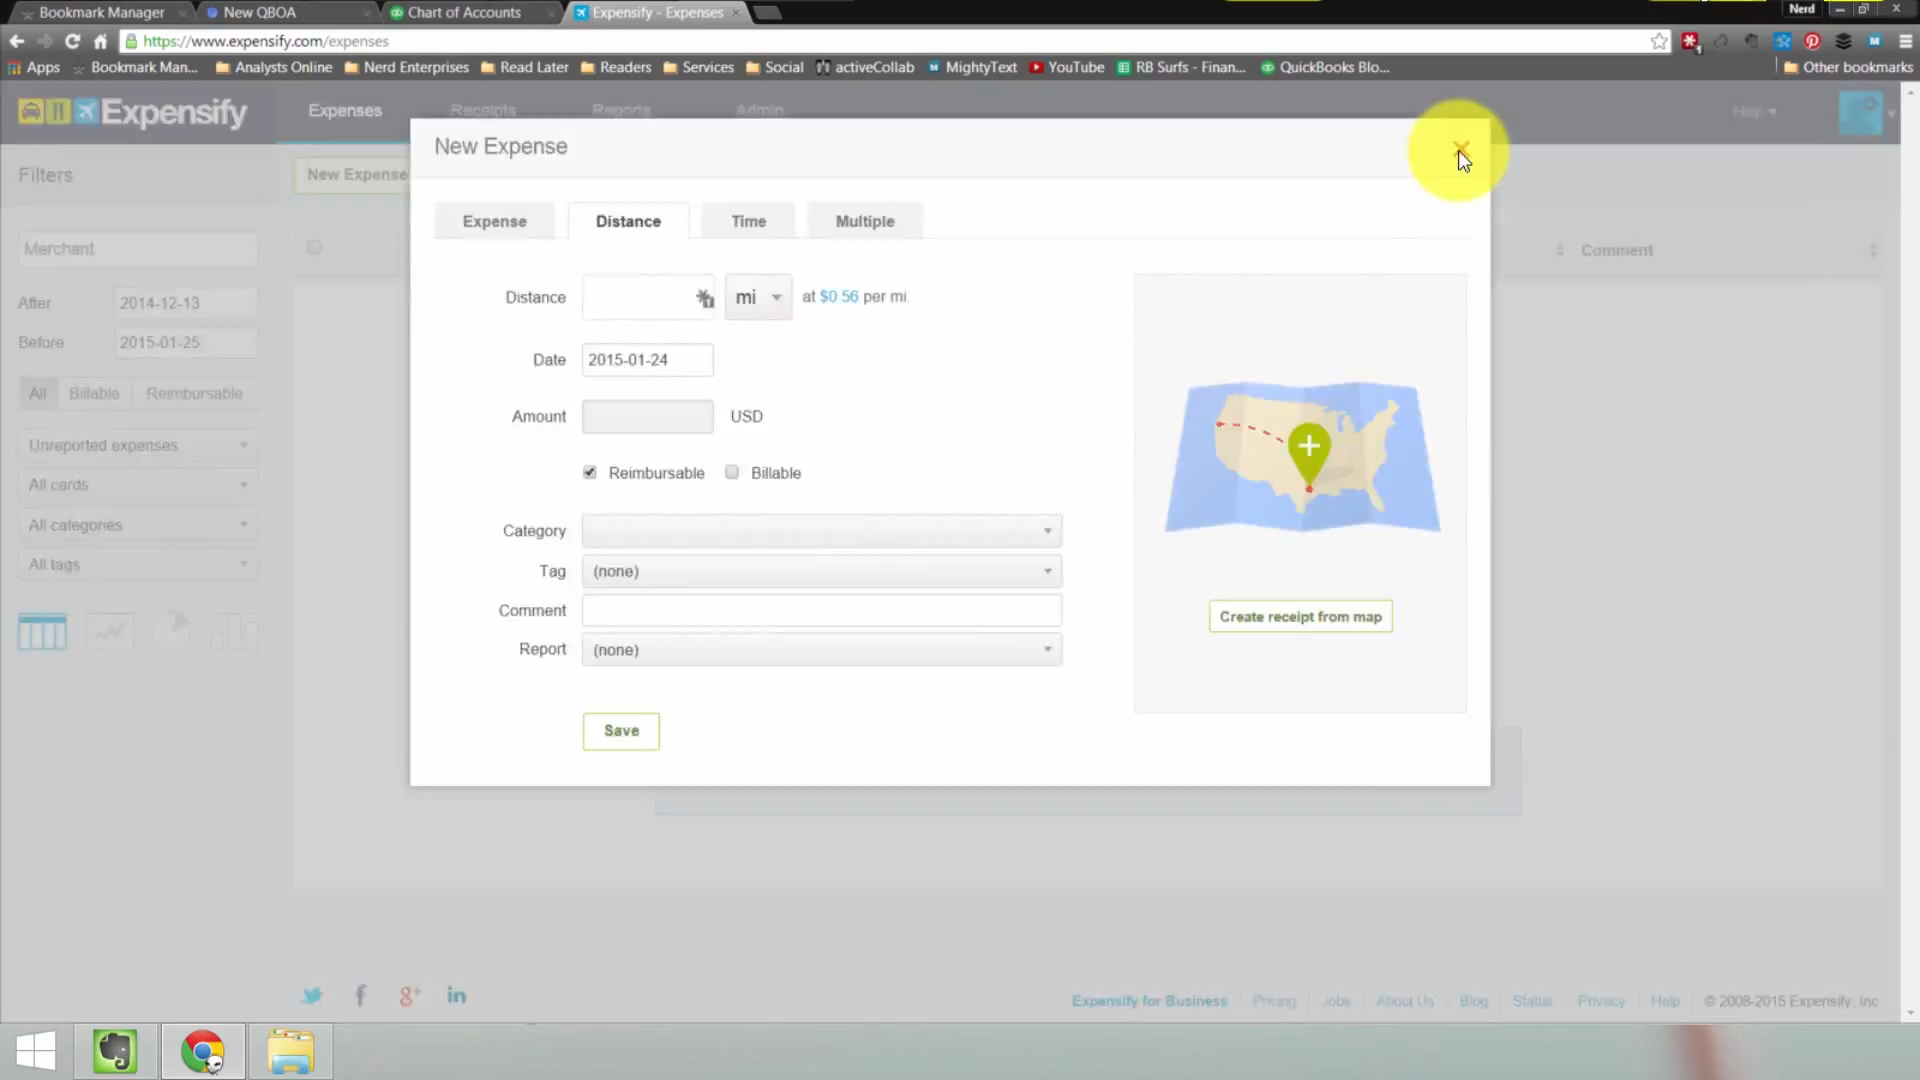 Bookmark Manager
New QBOA
Chart of Accounts
Expensify - Expenses
Nerd
https://www.expensify.com/expenses
Apps
Bookmark Man...
Analysts Online
Nerd Enterprises
Read Later
Readers
Services
Social
activeCollab
MightyText
YouTube
RB Surfs - Finan...
QuickBooks Blo...
Other bookmarks
Expensify
Expenses
Receipts
Reports
Admin
Help
Filters
New Expense
Merchant
After
2014-12-13
Before
2015-01-25
All
Billable
Reimbursable
Unreported expenses
All cards
All categories
All tags
Comment
New Expense
Expense
Distance
Time
Multiple
Distance
mi
at $0.56 per mi.
Date
2015-01-24
Amount
USD
Reimbursable
Billable
Category
Tag
(none)
Comment
Report
(none)
Save
Create receipt from map
Expensify for Business
Pricing
Jobs
About Us
Blog
Status
Privacy
Help
© 2008-2015 Expensify, Inc